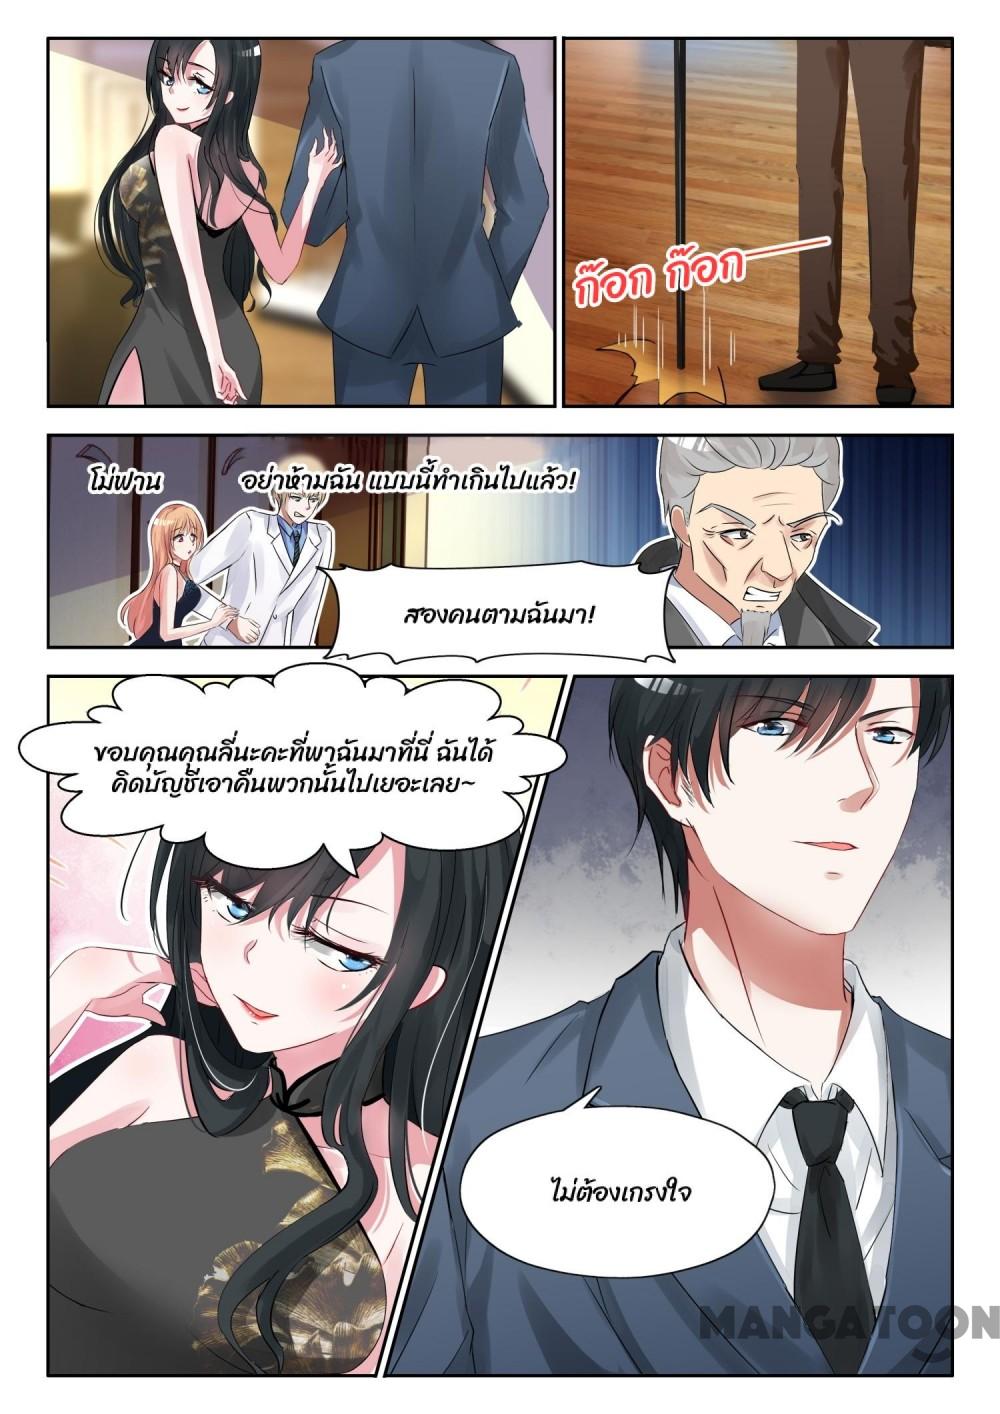 ก๊อก ก๊อก
โม่ฟาน
อย่าห้ามฉัน แบบนี้ทำเกินไปแล้ว!
สองคนตามฉันมา!
ขอบคุณคุณลี่นะคะที่พาฉันมาที่นี่ ฉันได้
คิดบัญชีเอาคืนพวกนั้นไปเยอะเลย~
ไม่ต้องเกรงใจ
MANGATOON